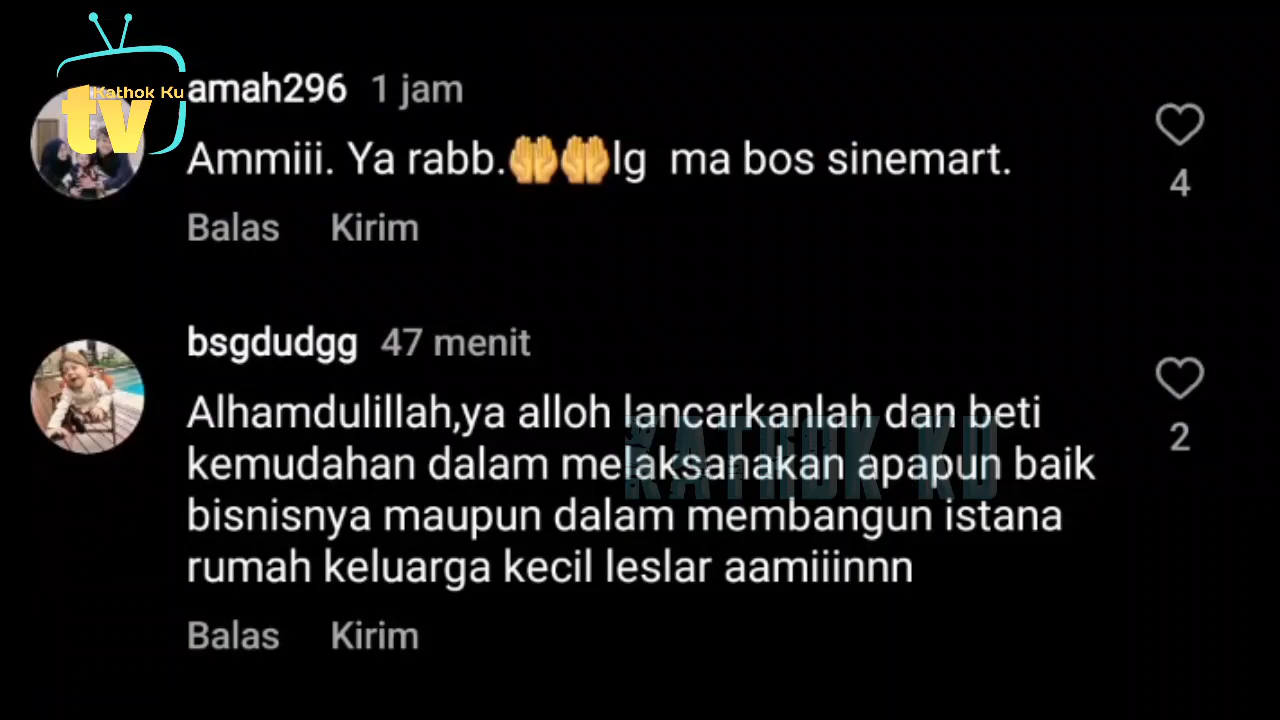 tv Kathok Ku
amah296 1 jam
Ammiii. Ya rabb.🤲🤲lg ma bos sinemart.
4
Balas Kirim
bsgdudgg 47 menit
Alhamdulillah,ya alloh lancarkanlah dan beti
kemudahan dalam melaksanakan apapun baik
2
KATHOK KU
bisnisnya maupun dalam membangun istana
rumah keluarga kecil leslar aamiiinnn
Balas Kirim